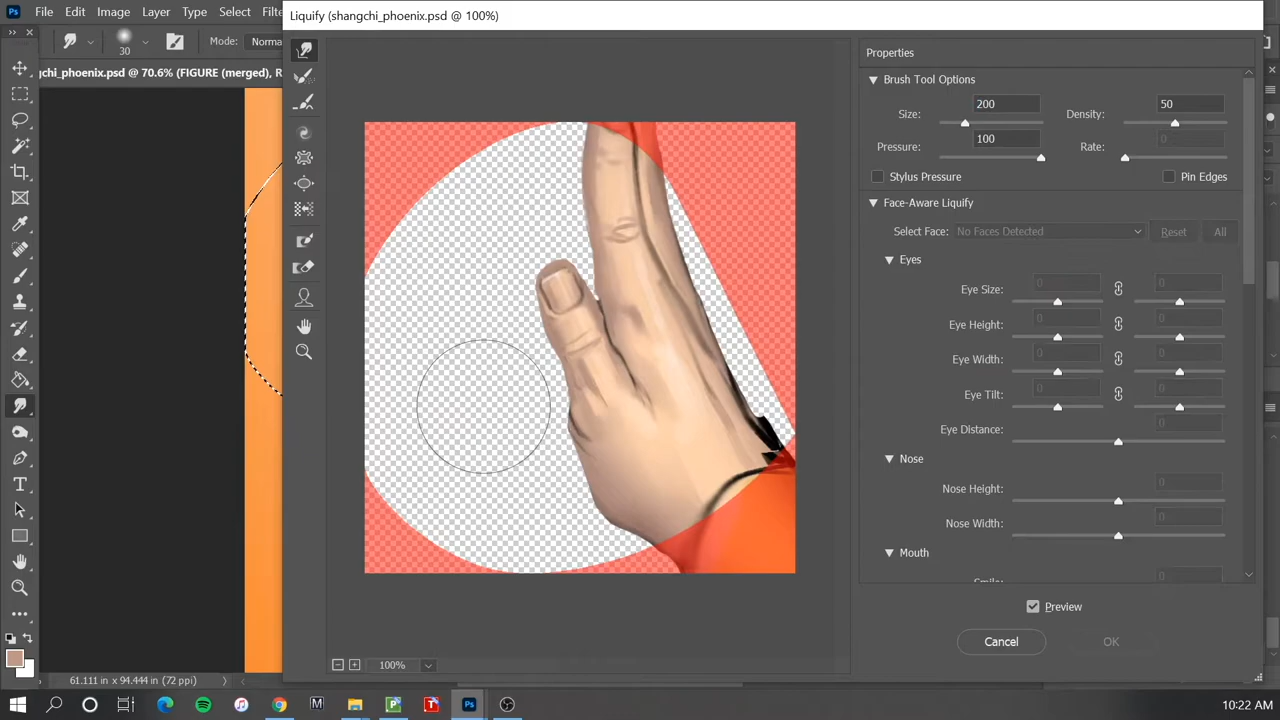 Liquify (shangchi_phoenix.psd @ 100%)
Ps File Edit Image Layer Type Select Filte
30 Mode: Norma
gchi_phoenix.psd @ 70.6% (FIGURE (merged), R
Properties
Brush Tool Options
Size: 200 Density: 50
Pressure: 100 Rate: 0
Stylus Pressure Pin Edges
Face-Aware Liquify
Select Face: No Faces Detected Reset All
Eyes
Eye Size: 0 0
Eye Height: 0 0
Eye Width: 0 0
Eye Tilt: 0 0
Eye Distance: 0
Nose
Nose Height: 0
Nose Width: 0
Mouth
Smile: 0
Preview
Cancel OK
100%
61.111 in x 94.444 in (72 ppi)
10:22 AM